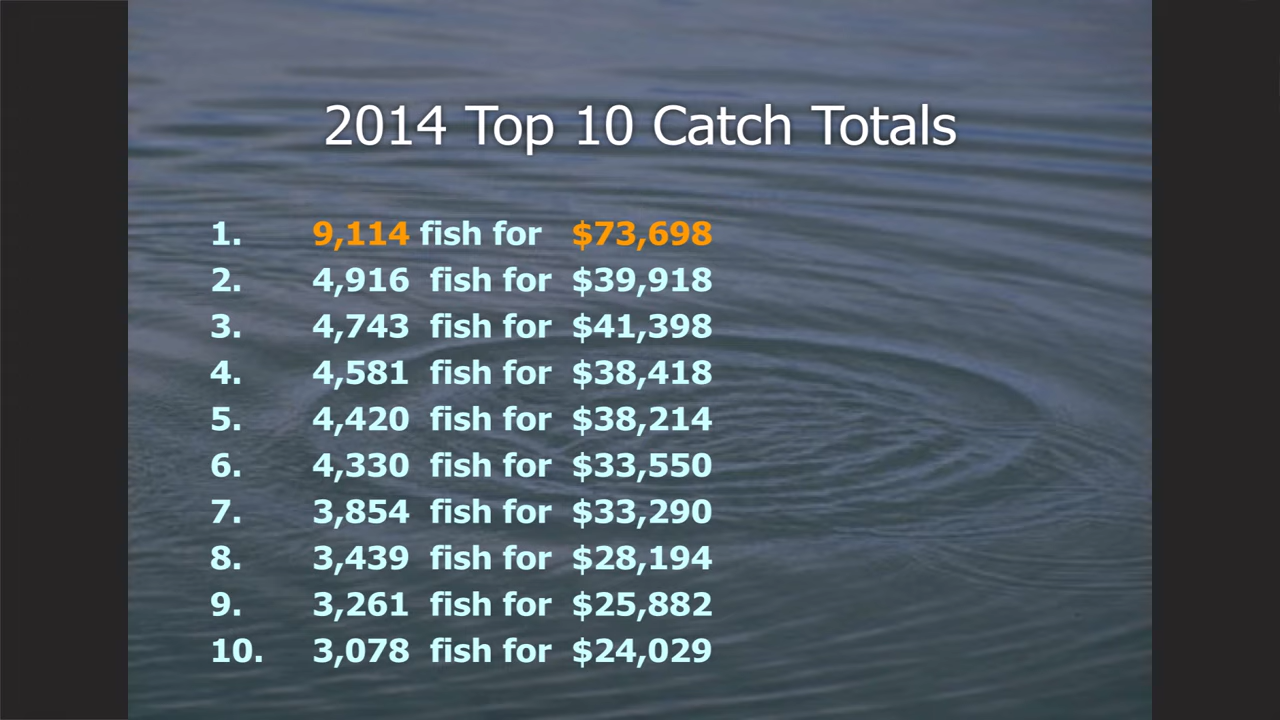 2014 Top 10 Catch Totals
1. 9,114 fish for $73,698
2. 4,916 fish for $39,918
3. 4,743 fish for $41,398
4. 4,581 fish for $38,418
5. 4,420 fish for $38,214
6. 4,330 fish for $33,550
7. 3,854 fish for $33,290
8. 3,439 fish for $28,194
9. 3,261 fish for $25,882
10. 3,078 fish for $24,029